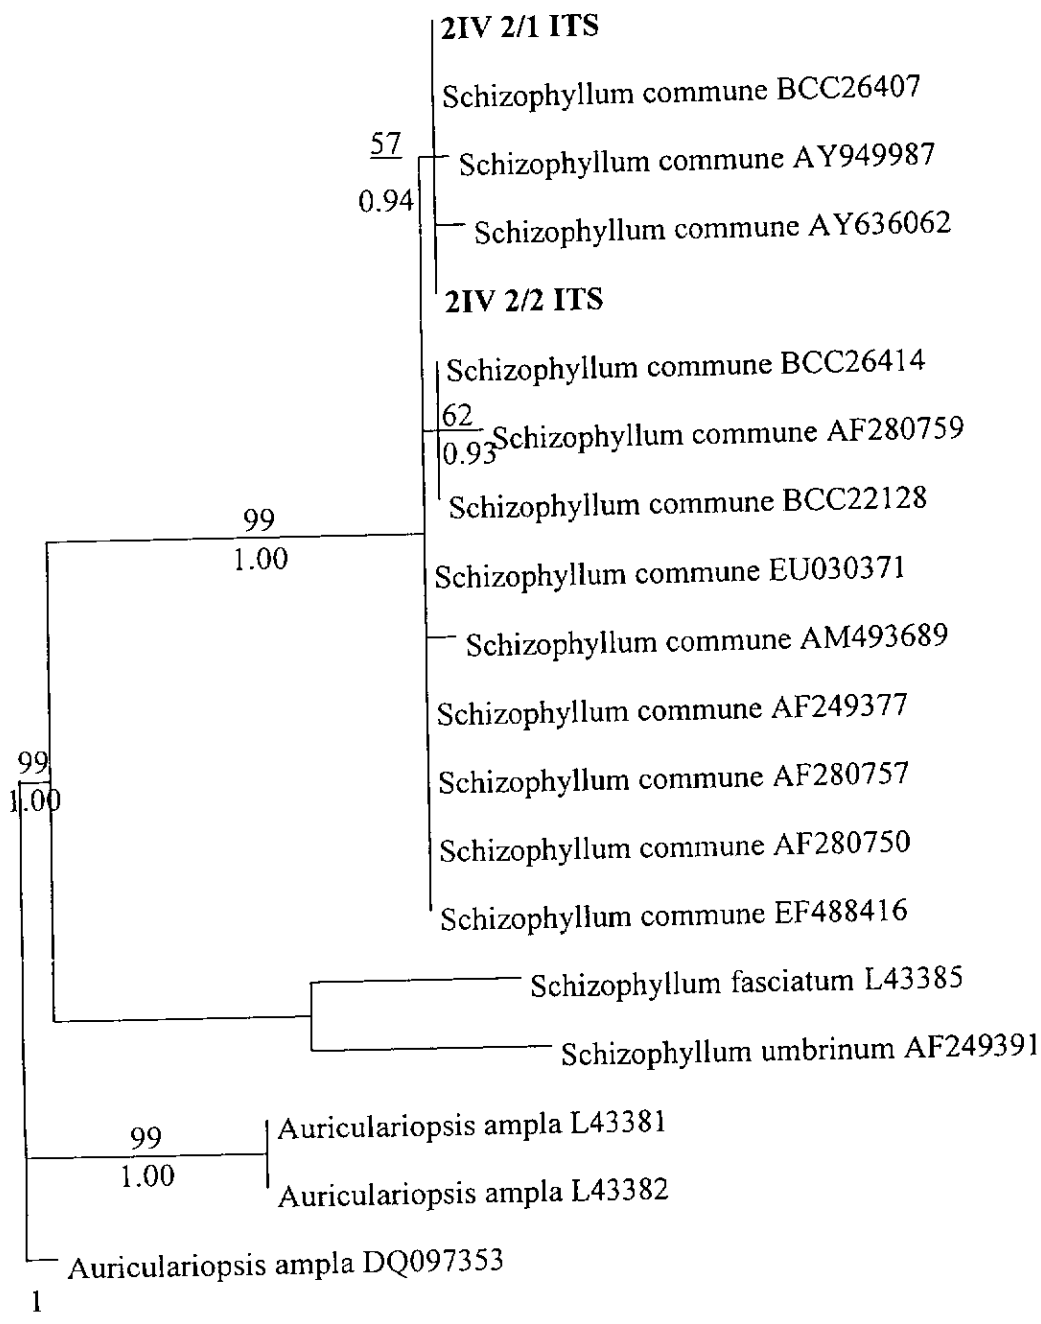 2IV 2/1 ITS
Schizophyllum commune BCC26407
57
Schizophyllum commune AY949987
0.94
Schizophyllum commune AY636062
2IV 2/2 ITS
Schizophyllum commune BCC26414
62
Schizophyllum commune AF280759
0.93
Schizophyllum commune BCC22128
99
1.00
Schizophyllum commune EU030371
Schizophyllum commune AM493689
Schizophyllum commune AF249377
99
Schizophyllum commune AF280757
1.00
Schizophyllum commune AF280750
Schizophyllum commune EF488416
Schizophyllum fasciatum L43385
Schizophyllum umbrinum AF249391
Auriculariopsis ampla L43381
99
1.00
Auriculariopsis ampla L43382
Auriculariopsis ampla DQ097353
1